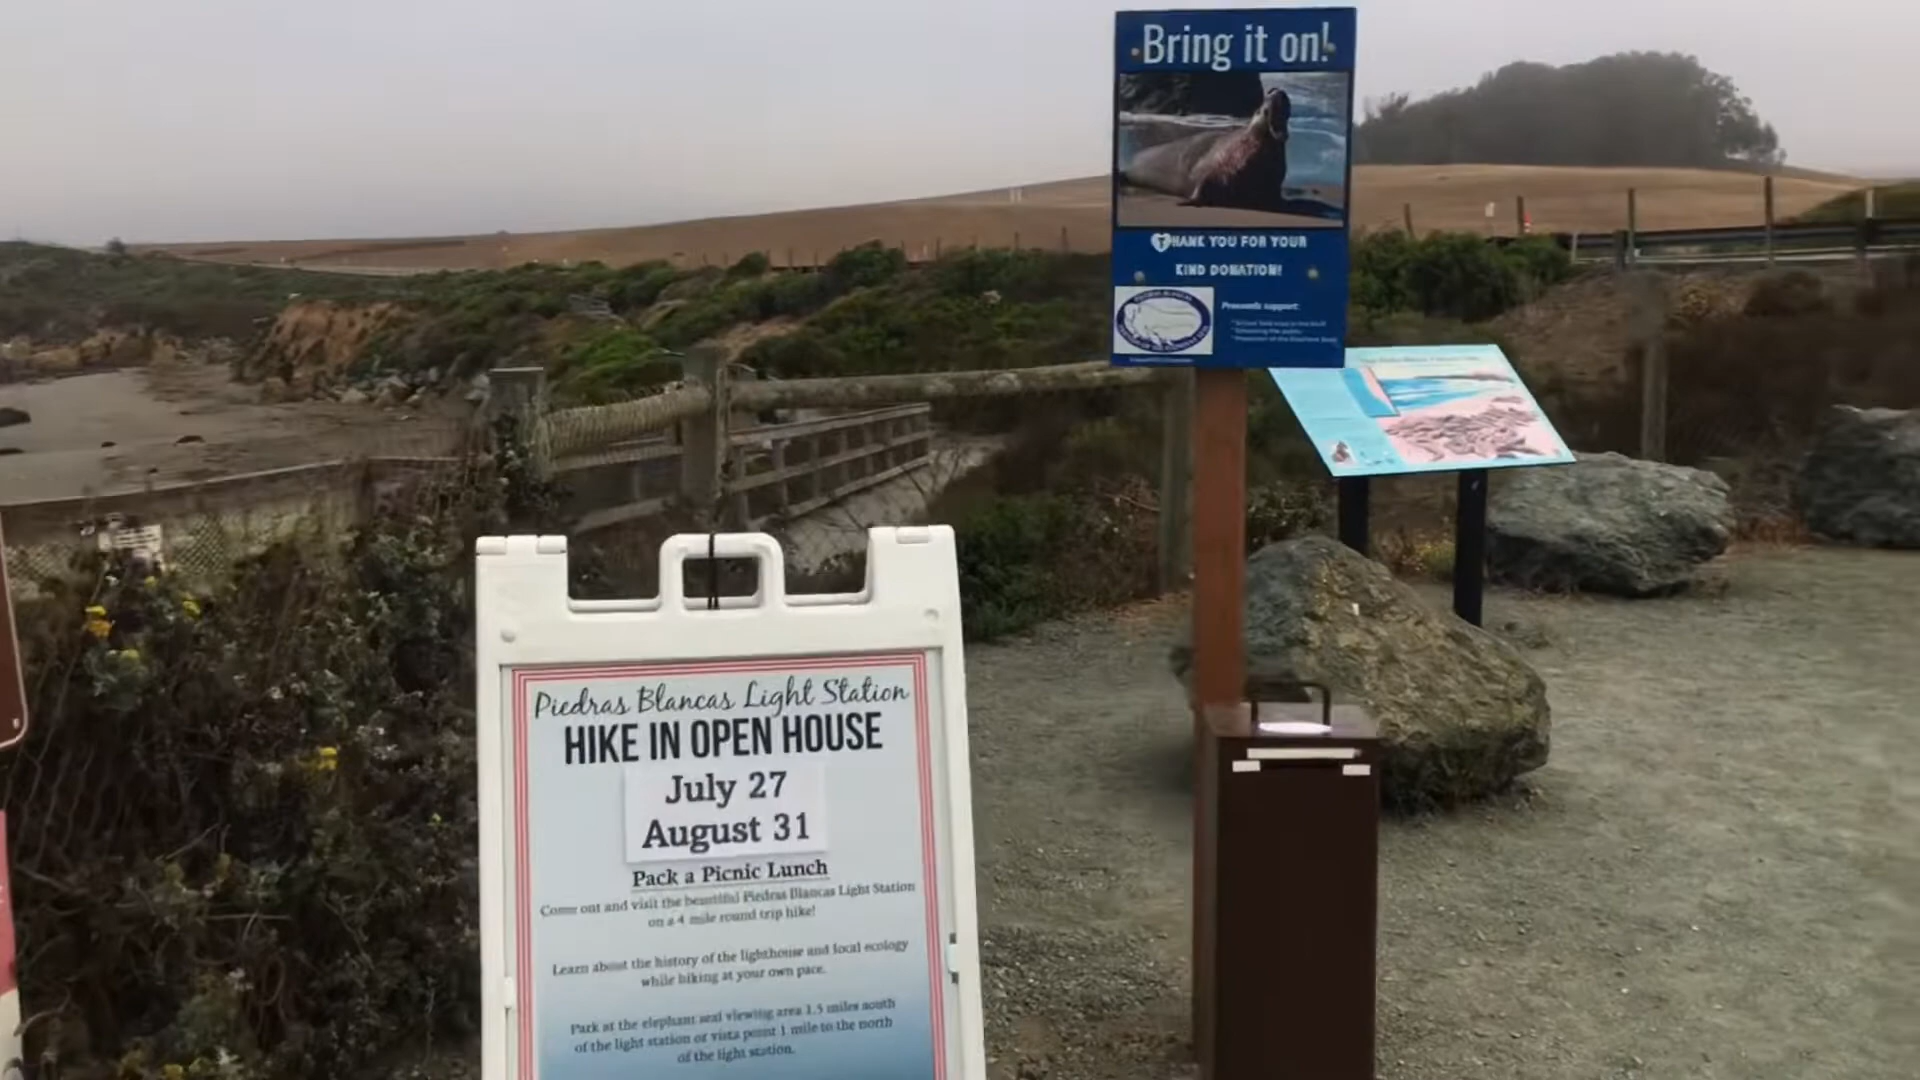 Bring it on!
THANK YOU FOR YOUR
KIND DONATION!
Proceeds support:
Piedras Blancas Light Station
HIKE IN OPEN HOUSE
July 27
August 31
Pack a Picnic Lunch
Come out and visit the beautiful Piedras Blancas Light Station
on a 4 mile round trip hike!
Learn about the history of the lighthouse and local ecology
while hiking at your own pace.
Park at the elephant seal viewing area 1.5 miles south
of the light station or vista point 1 mile to the north
of the light station.